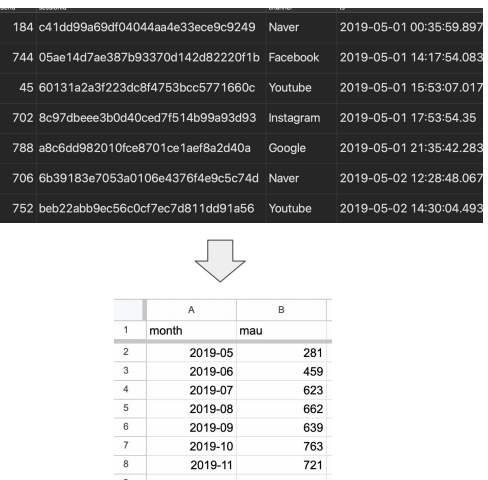 184 c41dd99a69df04044aa4e33ece9c9249 Naver 2019-05-01 00:35:59.897
744 05ae14d7ae387b93370d142d82220f1b Facebook 2019-05-01 14:17:54.083
45 60131a2a3f223dc8f4753bcc5771660c Youtube 2019-05-01 15:53:07.017
702 8c97dbeee3b0d40ced7f514b99a93d93 Instagram 2019-05-01 17:53:54.35
788 a8c6dd982010fce8701ce1aef8a2d40a Google 2019-05-01 21:35:42.283
706 6b39183e7053a0106e4376f4e9c5c74d Naver 2019-05-02 12:28:48.067
752 beb22abb9ec56c0cf7ec7d811dd91a56 Youtube 2019-05-02 14:30:04.493
A B
1 month mau
2 2019-05 281
3 2019-06 459
4 2019-07 623
5 2019-08 662
6 2019-09 639
7 2019-10 763
8 2019-11 721